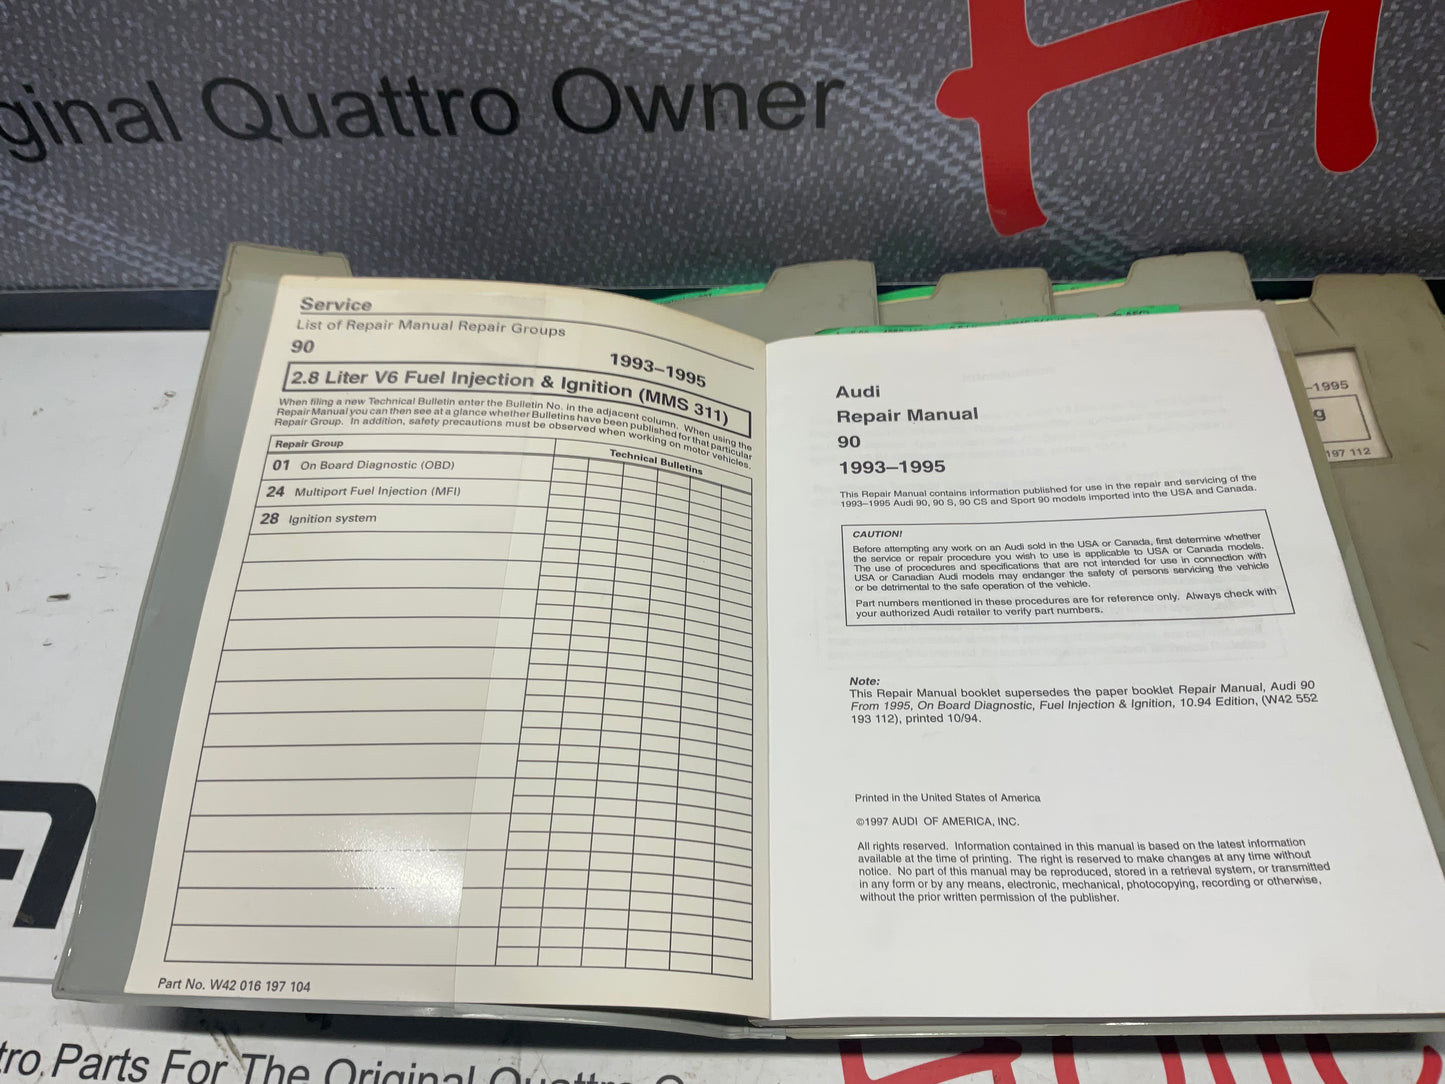 ginal Quattro Owner
Service
List of Repair Manual Repair Groups
90
1993–1995
2.8 Liter V6 Fuel Injection & Ignition (MMS 311)
When filing a new Technical Bulletin enter the Bulletin No. in the adjacent column. When using the
Repair Manual you can then see at a glance whether Bulletins have been published for that particular
Repair Group. In addition, safety precautions must be observed when working on motor vehicles.
Repair Group
Technical Bulletins
01 On Board Diagnostic (OBD)
24 Multiport Fuel Injection (MFI)
28 Ignition system
Part No. W42 016 197 104
Audi
Repair Manual
90
1993–1995
This Repair Manual contains information published for use in the repair and servicing of the
1993–1995 Audi 90, 90 S, 90 CS and Sport 90 models imported into the USA and Canada.
CAUTION!
Before attempting any work on an Audi sold in the USA or Canada, first determine whether
the service or repair procedure you wish to use is applicable to USA or Canada models.
The use of procedures and specifications that are not intended for use in connection with
USA or Canadian Audi models may endanger the safety of persons servicing the vehicle
or be detrimental to the safe operation of the vehicle.
Part numbers mentioned in these procedures are for reference only. Always check with
your authorized Audi retailer to verify part numbers.
Note:
This Repair Manual booklet supersedes the paper booklet Repair Manual, Audi 90
From 1995, On Board Diagnostic, Fuel Injection & Ignition, 10.94 Edition, (W42 552
193 112), printed 10/94.
Printed in the United States of America
©1997 AUDI OF AMERICA, INC.
All rights reserved. Information contained in this manual is based on the latest information
available at the time of printing. The right is reserved to make changes at any time without
notice. No part of this manual may be reproduced, stored in a retrieval system, or transmitted
in any form or by any means, electronic, mechanical, photocopying, recording or otherwise,
without the prior written permission of the publisher.
–1995
g
197 112
tro Parts For The Original Quattro O